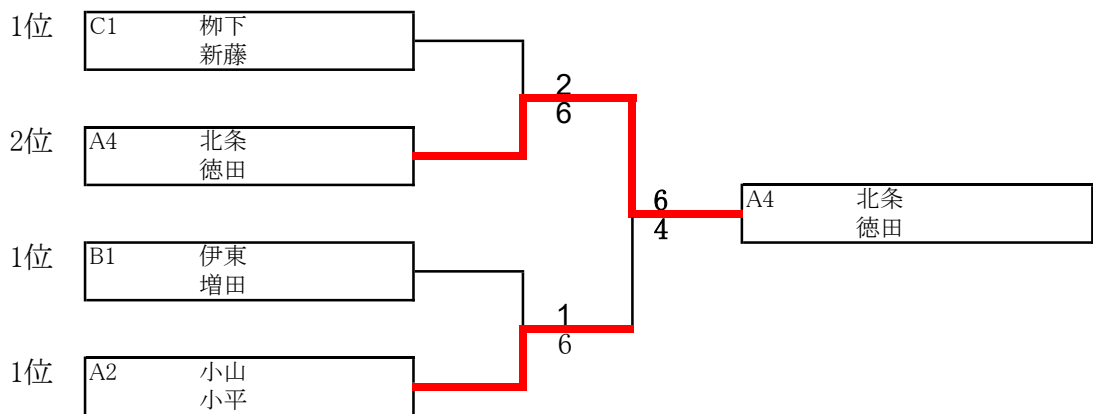 1位 C1 栁下
新藤
2
6
2位 A4 北条
徳田
6
4
A4 北条
徳田
1位 B1 伊東
増田
1
6
1位 A2 小山
小平